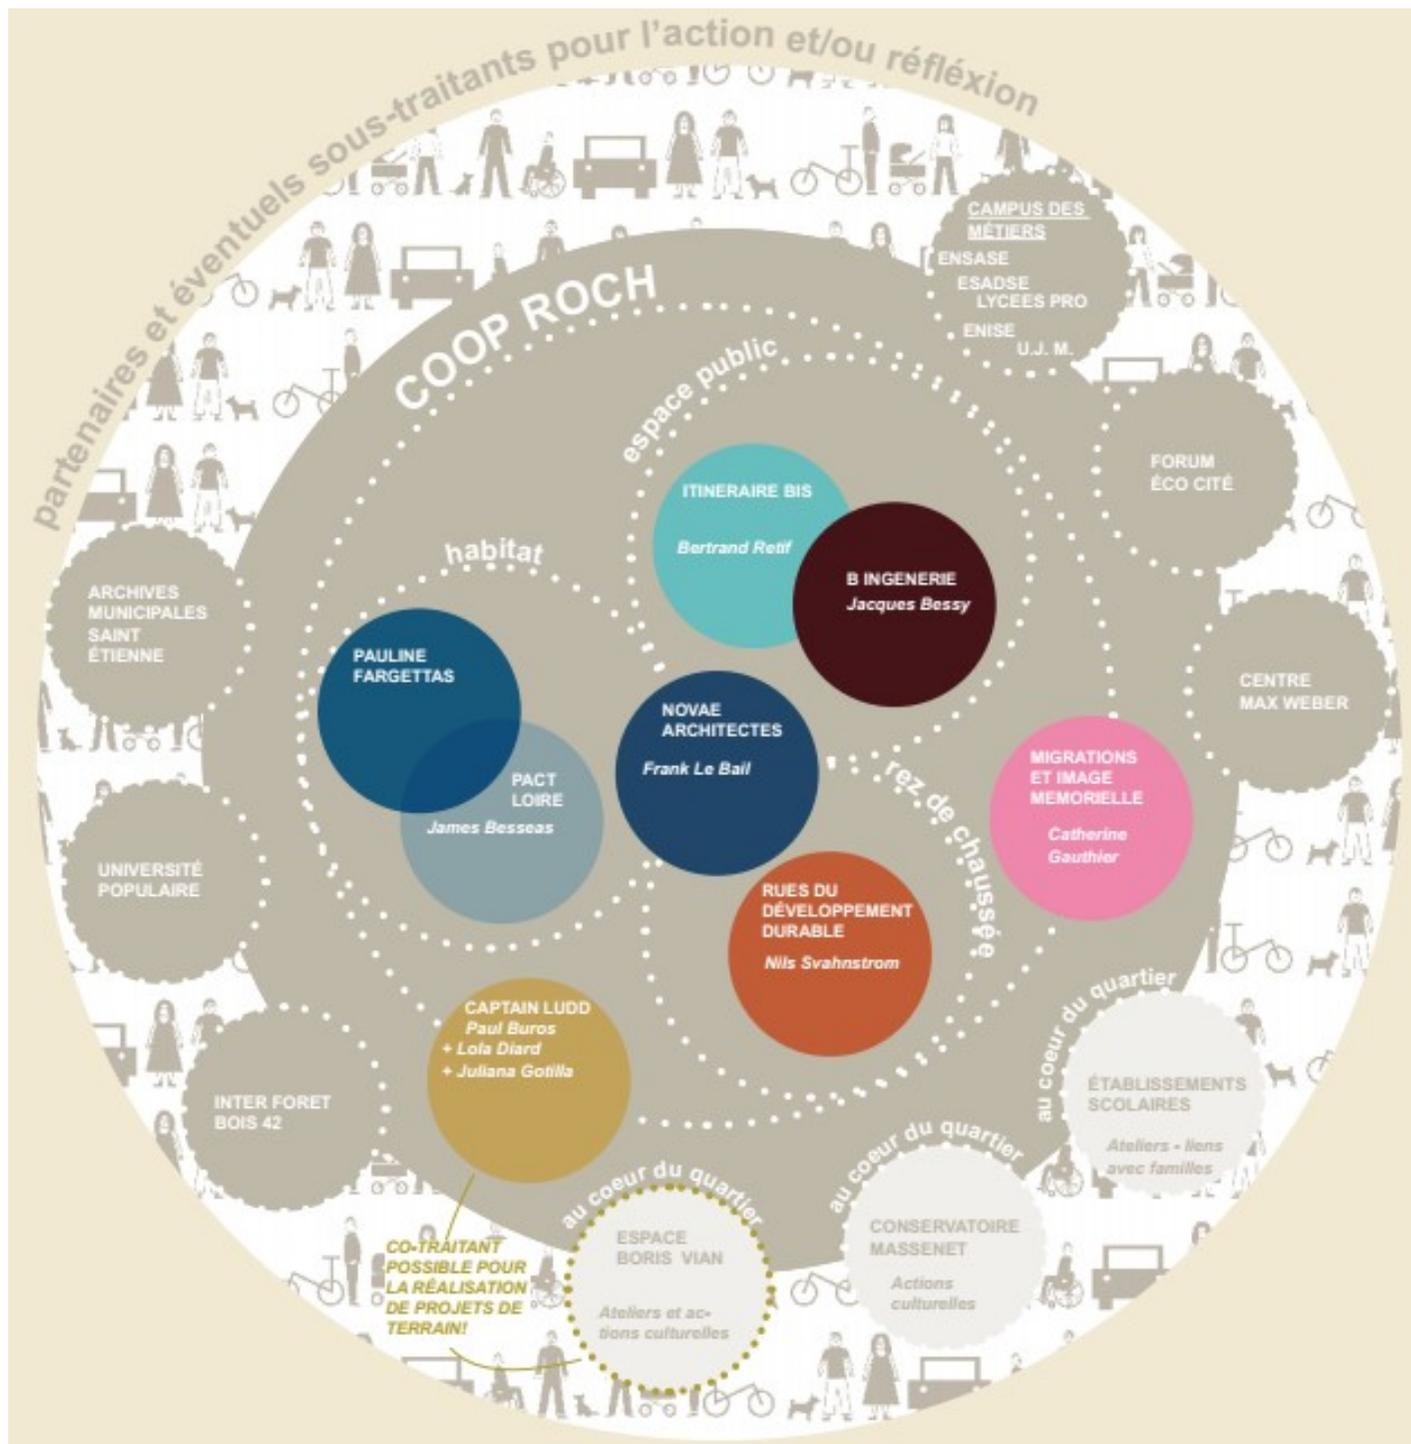 partenaires et éventuels sous-traitants pour l'action et/ou réfléxion
CAMPUS DES
MÉTIERS
ENSASE
ESADSE
LYCEES PRO
ENISE
U.J. M.
COOP ROCH
espace public
ITINERAIRE BIS
Bertrand Retif
B INGENERIE
Jacques Bessy
FORUM
ÉCO CITÉ
habitat
ARCHIVES
MUNICIPALES
SAINT
ÉTIENNE
PAULINE
FARGETTAS
PACT
LOIRE
James Besseas
NOVAE
ARCHITECTES
Frank Le Bail
CENTRE
MAX WEBER
MIGRATIONS
ET IMAGE
MEMORIELLE
Catherine
Gauthier
rez de chaussée
UNIVERSITÉ
POPULAIRE
RUES DU
DÉVELOPPEMENT
DURABLE
Nils Svahnstrom
CAPTAIN LUDD
Paul Buros
+ Lola Diard
+ Juliana Gotilla
INTER FORET
BOIS 42
au coeur du quartier
ÉTABLISSEMENTS
SCOLAIRES
Ateliers - liens
avec familles
au coeur du quartier
CONSERVATOIRE
MASSENET
Actions
culturelles
au coeur du quartier
ESPACE
BORIS VIAN
Ateliers et ac-
tions culturelles
CO-TRAITANT
POSSIBLE POUR
LA RÉALISATION
DE PROJETS DE
TERRAIN!